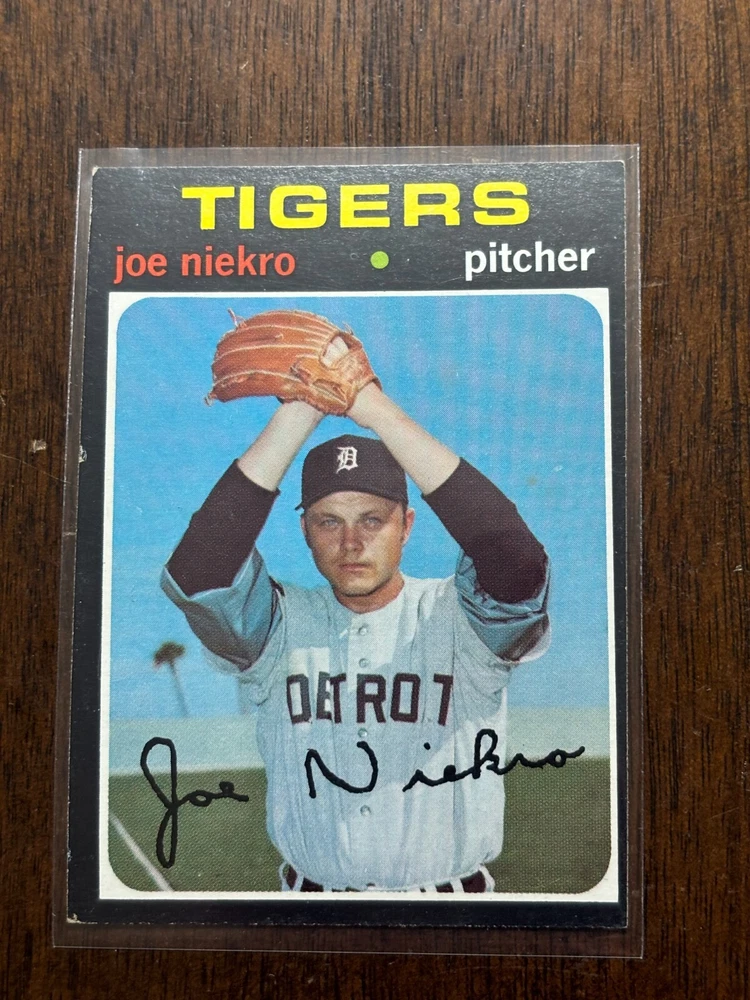 TIGERS
joe niekro • pitcher
D
DETROIT
Joe Niekro